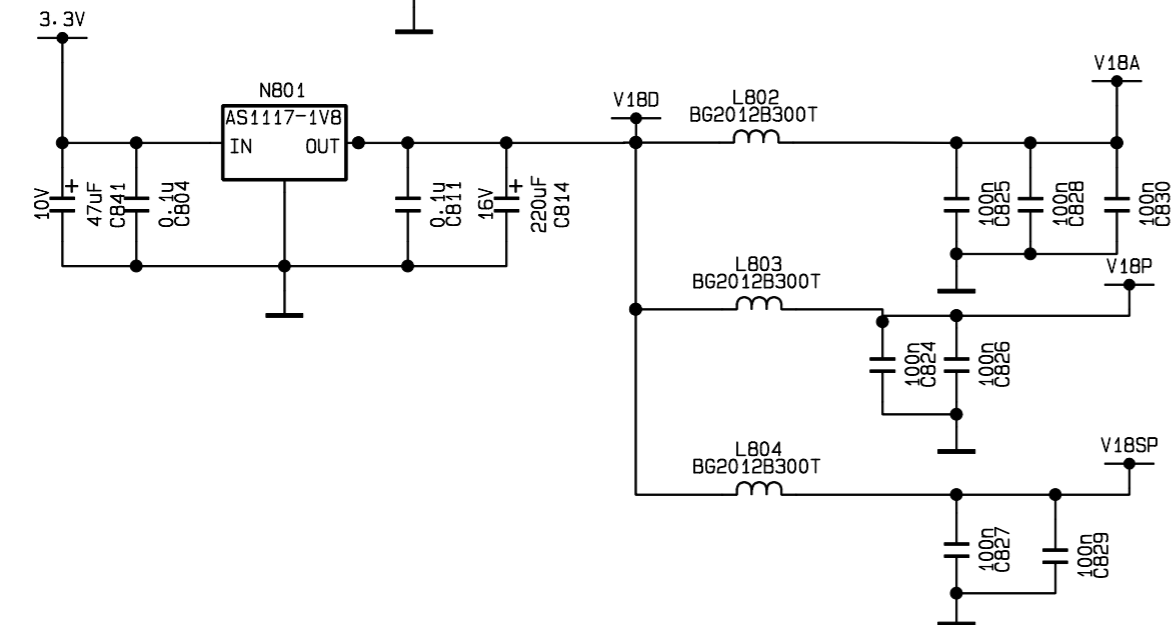 3.3V
N801
AS1117-1V8
IN
OUT
10V
+
47uF
C841
0.1u
C804
0.1u
C811
16V
+
220uF
C814
V18D
L802
BG2012B300T
V18A
100n
C825
100n
C828
100n
C830
L803
BG2012B300T
V18P
100n
C824
100n
C826
L804
BG2012B300T
V18SP
100n
C827
100n
C829